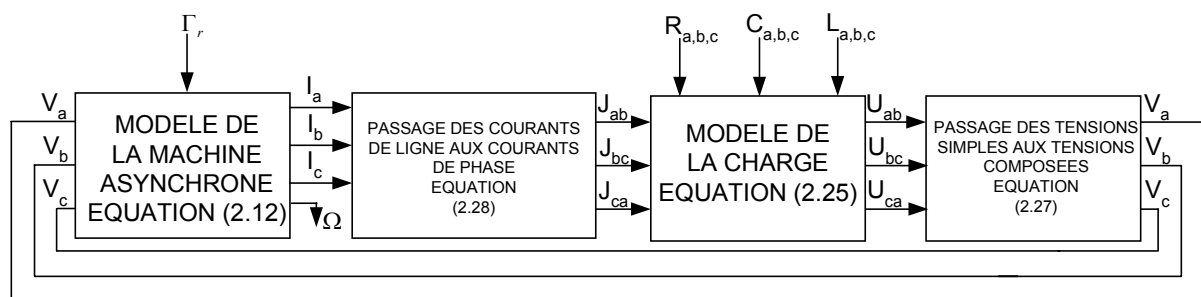 Γr
Ra,b,c
Ca,b,c
La,b,c
Va
Vb
Vc
MODELE DE
LA MACHINE
ASYNCHRONE
EQUATION (2.12)
Ia
Ib
Ic
Ω
PASSAGE DES COURANTS
DE LIGNE AUX COURANTS
DE PHASE
EQUATION
(2.28)
Jab
Jbc
Jca
MODELE DE
LA CHARGE
EQUATION (2.25)
Uab
Ubc
Uca
PASSAGE DES TENSIONS
SIMPLES AUX TENSIONS
COMPOSEES
EQUATION
(2.27)
Va
Vb
Vc